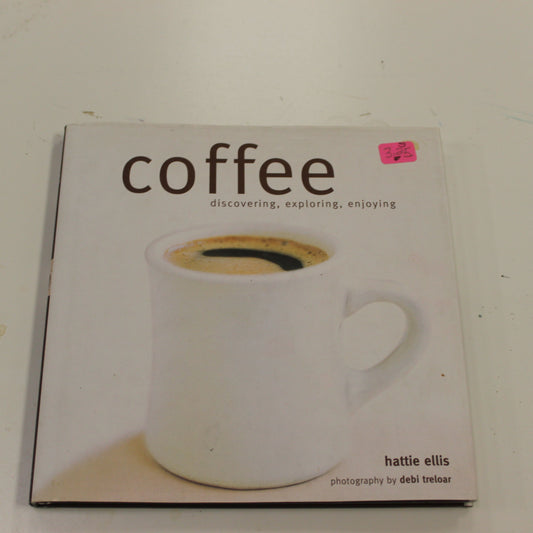 coffee
discovering, exploring, enjoying
hattie ellis
photography by debi treloar